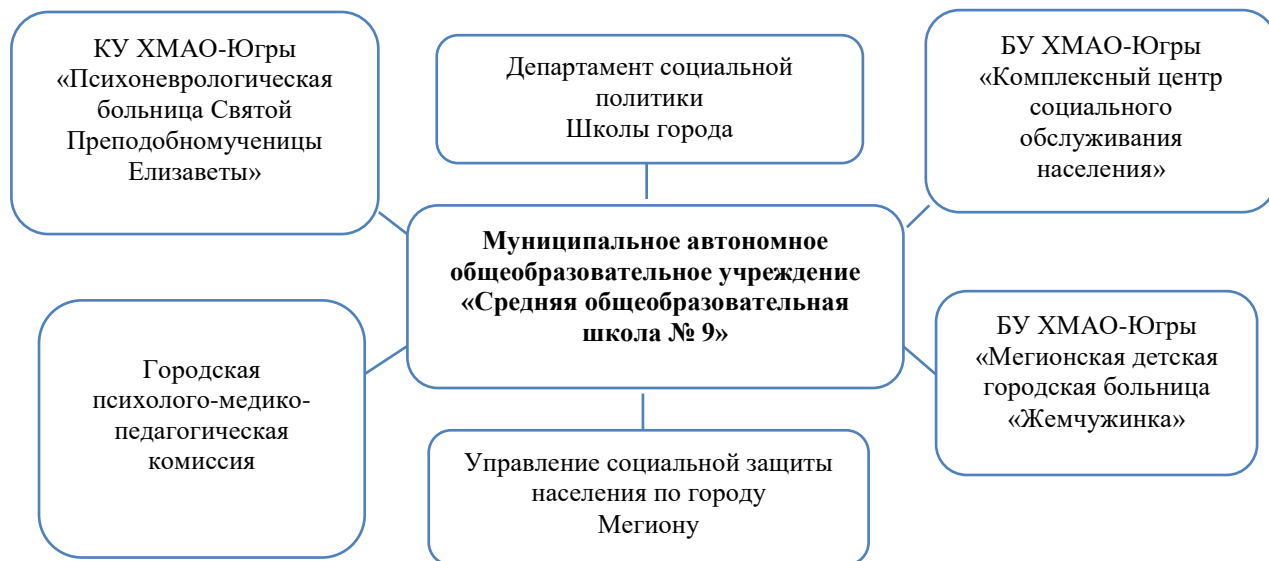 КУ ХМАО-Югры
«Психоневрологическая
больница Святой
Преподобномученицы
Елизаветы»
Департамент социальной
политики
Школы города
БУ ХМАО-Югры
«Комплексный центр
социального
обслуживания
населения»
Муниципальное автономное
общеобразовательное учреждение
«Средняя общеобразовательная
школа № 9»
Городская
психолого-медико-
педагогическая
комиссия
БУ ХМАО-Югры
«Мегионская детская
городская больница
«Жемчужинка»
Управление социальной защиты
населения по городу
Мегиону